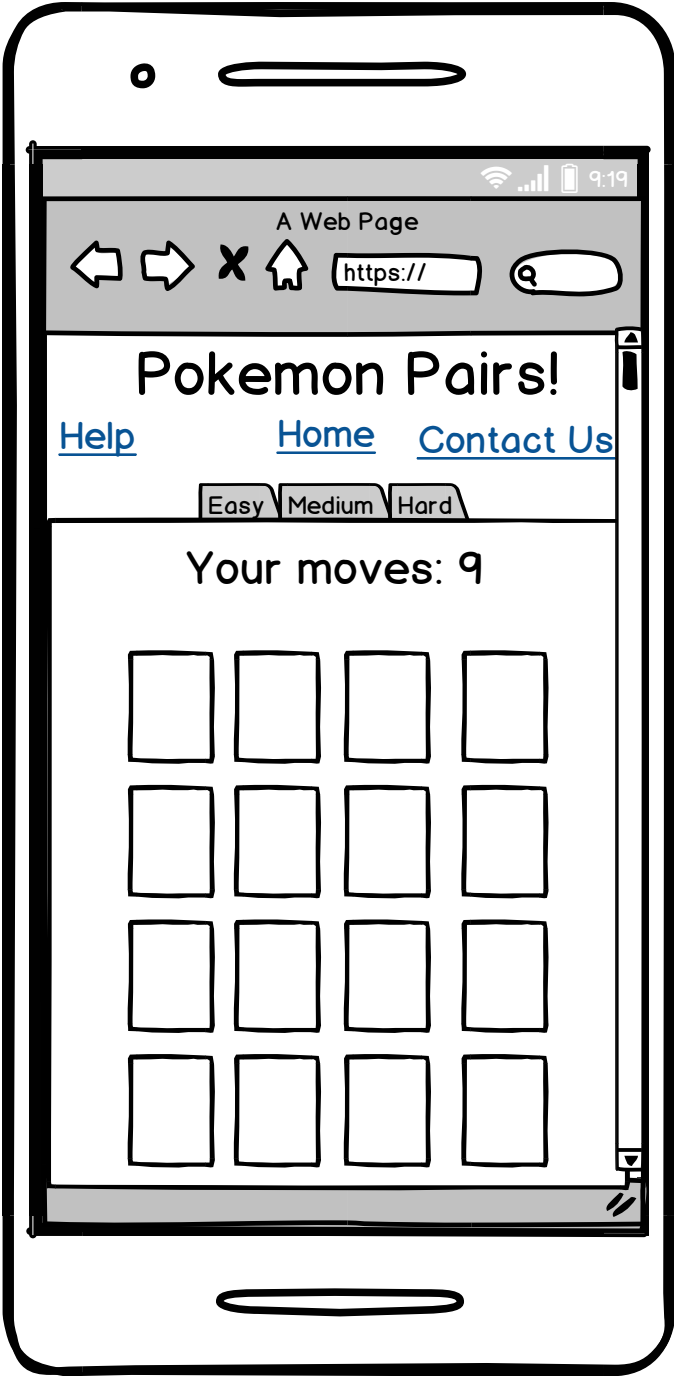 9:19
A Web Page
https://
Pokemon Pairs!
Help Home Contact Us
Easy Medium Hard
Your moves: 9